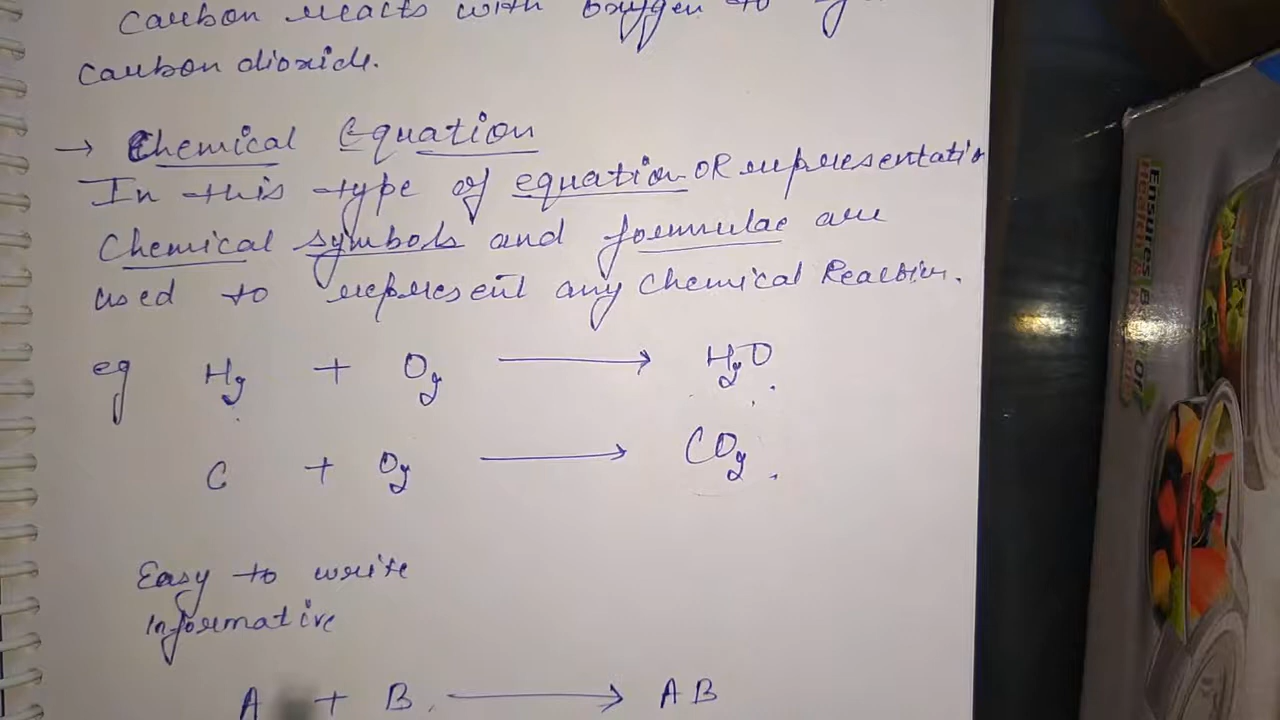 Carbon reacts with oxygen to
carbon dioxide.
→ Chemical Equation
In this type of equation OR representatio
Chemical symbols and formulae are
used to represent any Chemical Reaction.
eg H₂ + O₂ → H₂O
C + O₂ → CO₂.
Easy to write
Informative
A + B → AB
Ensures